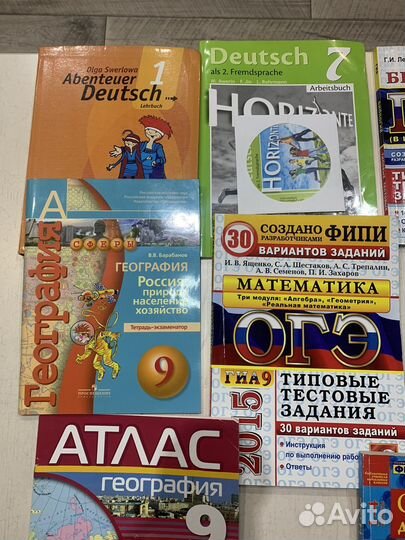 Olga Swerlowa
Abenteuer 1
Deutsch
Lehrbuch
Deutsch 7
als 2. Fremdsprache
Arbeitsbuch
HORIZONTE
HORIZONTE
Г.И.
А
СФЕРЫ
География
В.В. Барабанов
ГЕОГРАФИЯ
Россия:
природа,
население,
хозяйство
Тетрадь-экзаменатор
9
ПРОСВЕЩЕНИЕ
30
СОЗДАНО ФИПИ
РАЗРАБОТЧИКАМИ
ВАРИАНТОВ ЗАДАНИЙ
И. В. Ященко, С. А. Шестаков, А. С. Трепалин,
А. В. Семенов, П. И. Захаров
МАТЕМАТИКА
Три модуля: «Алгебра», «Геометрия»,
«Реальная математика»
ОГЭ
ГИА9
2015
ТИПОВЫЕ
ТЕСТОВЫЕ
ЗАДАНИЯ
30 вариантов заданий
Инструкция
по выполнению
Ответы
АТЛАС
география
9
Avito